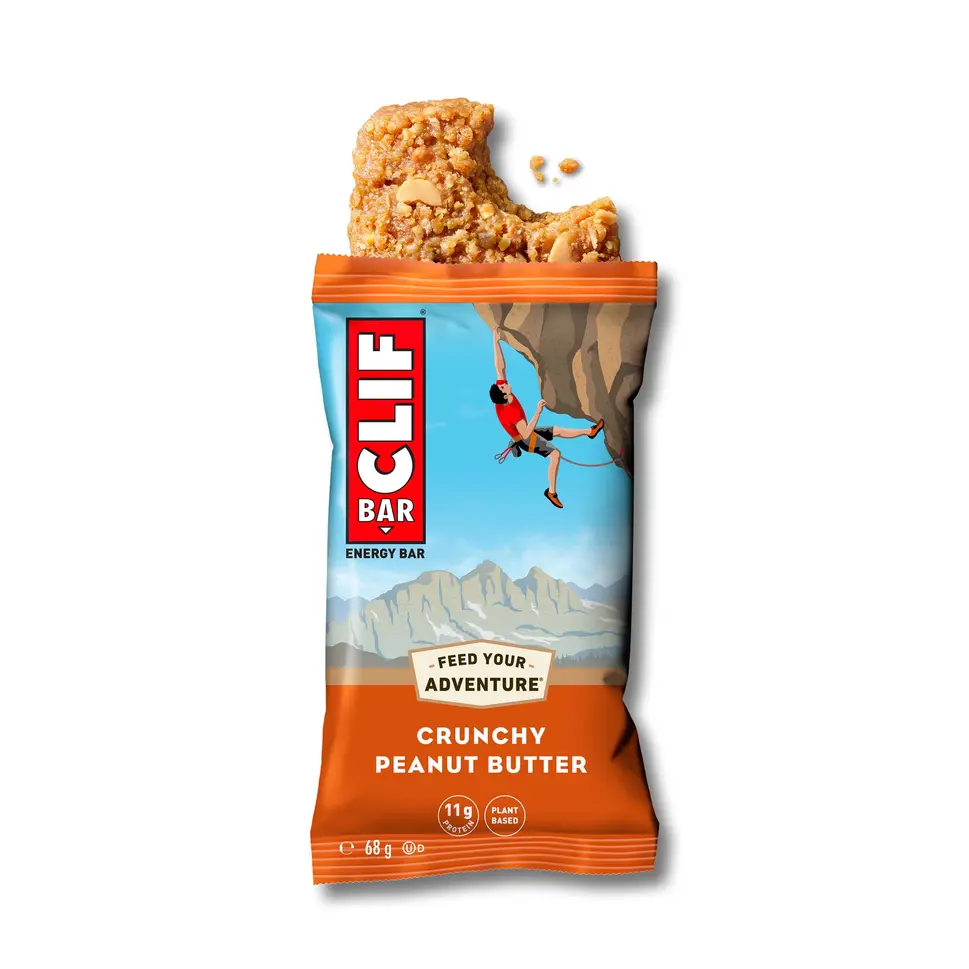 CLIF®
BAR
ENERGY BAR
- FEED YOUR -
ADVENTURE®
CRUNCHY
PEANUT BUTTER
11g
PROTEIN
PLANT
BASED
℮ 68 g Ⓤ D